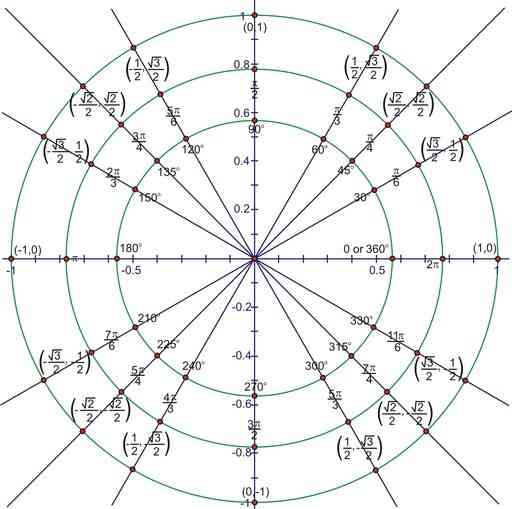 1
(0,1)
(-1/2, √3/2)
(1/2, √3/2)
0.8
(-√2/2, √2/2)
(√2/2, √2/2)
π/2
0.6
5π/6
π/3
90°
3π/4
π/4
(-√3/2, 1/2)
(√3/2, 1/2)
120°
60°
0.4
135°
45°
2π/3
π/6
150°
30°
0.2
(-1,0)
180°
0 or 360°
(1,0)
-1
π
-0.5
0.5
2π
1
-0.2
210°
330°
7π/6
11π/6
225°
315°
-0.4
(-√3/2, -1/2)
240°
300°
(√3/2, -1/2)
5π/4
7π/4
270°
4π/3
5π/3
-0.6
(-√2/2, -√2/2)
(√2/2, -√2/2)
3π/2
(-1/2, -√3/2)
(1/2, -√3/2)
-0.8
(0,-1)
-1